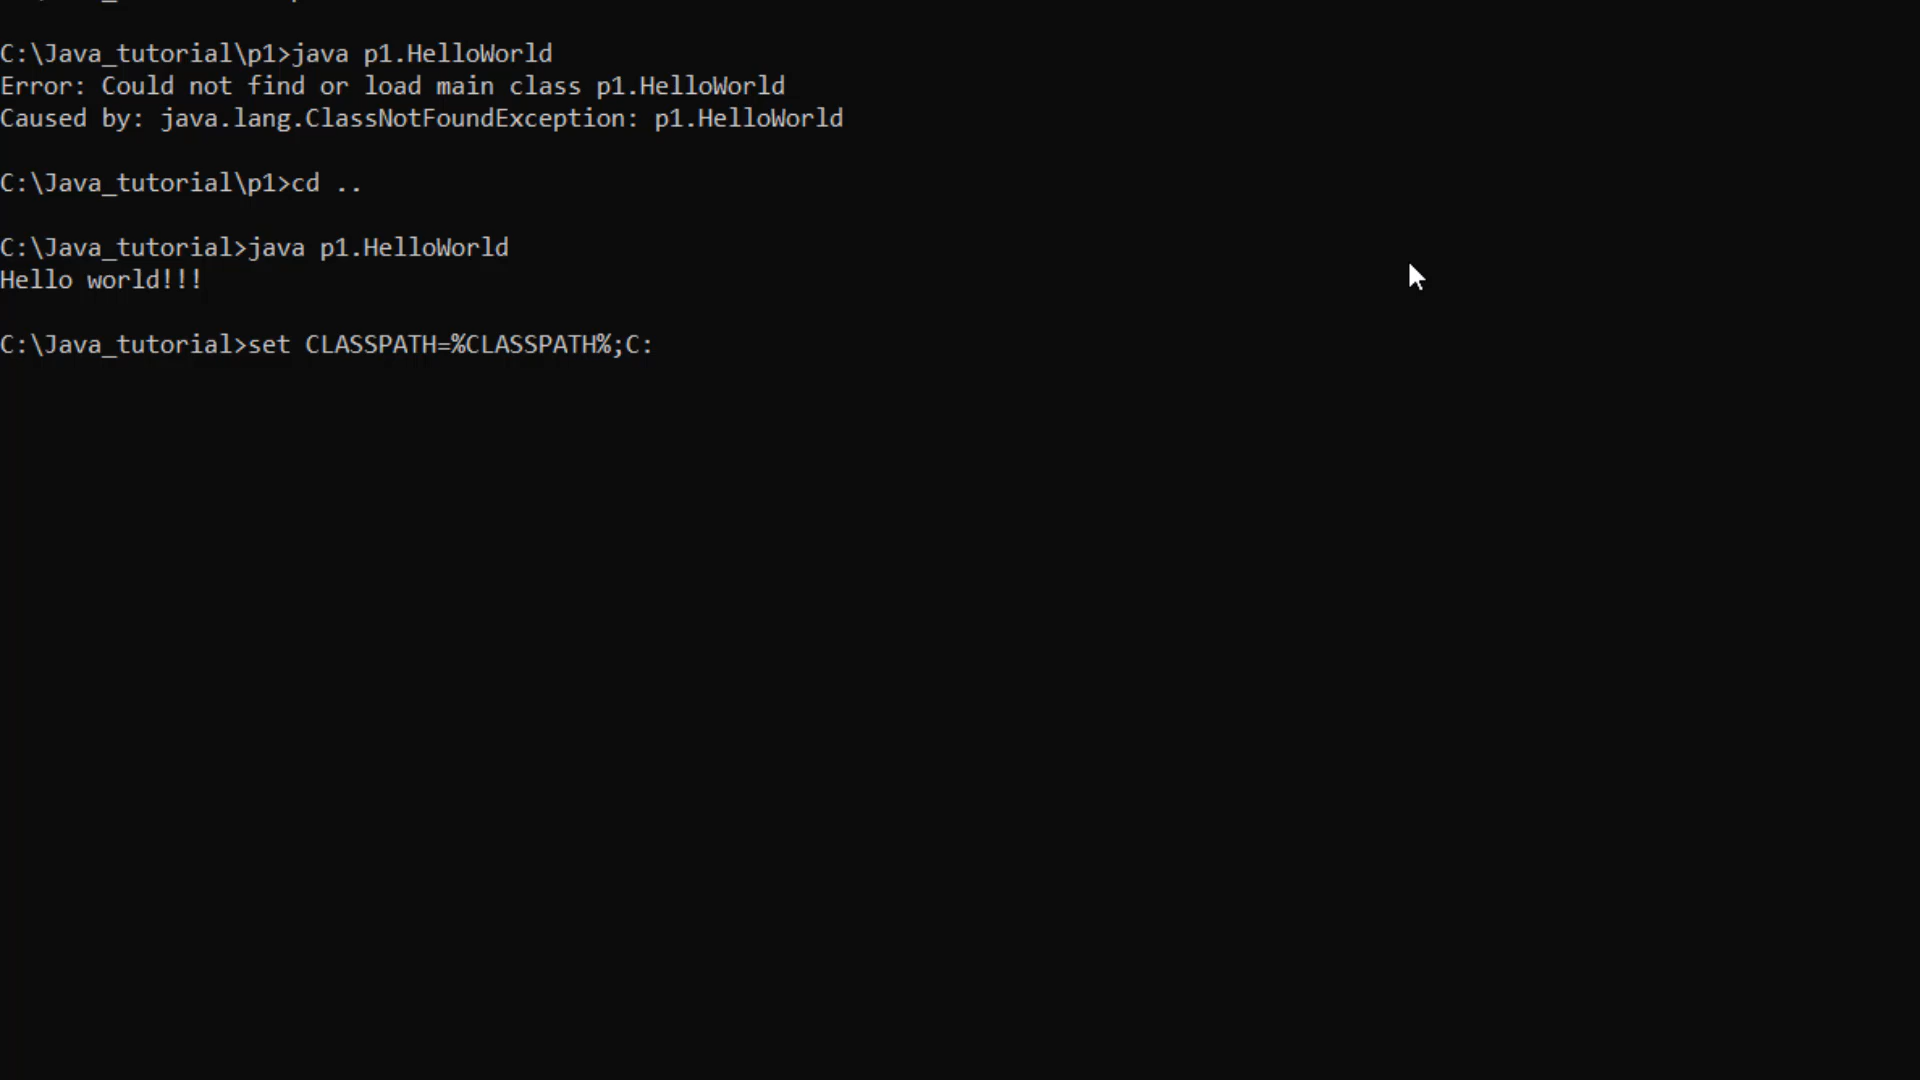 C:\Java_tutorial\p1>java p1.HelloWorld
Error: Could not find or load main class p1.HelloWorld
Caused by: java.lang.ClassNotFoundException: p1.HelloWorld
C:\Java_tutorial\p1>cd ..
C:\Java_tutorial>java p1.HelloWorld
Hello world!!!
C:\Java_tutorial>set CLASSPATH=%CLASSPATH%;C: